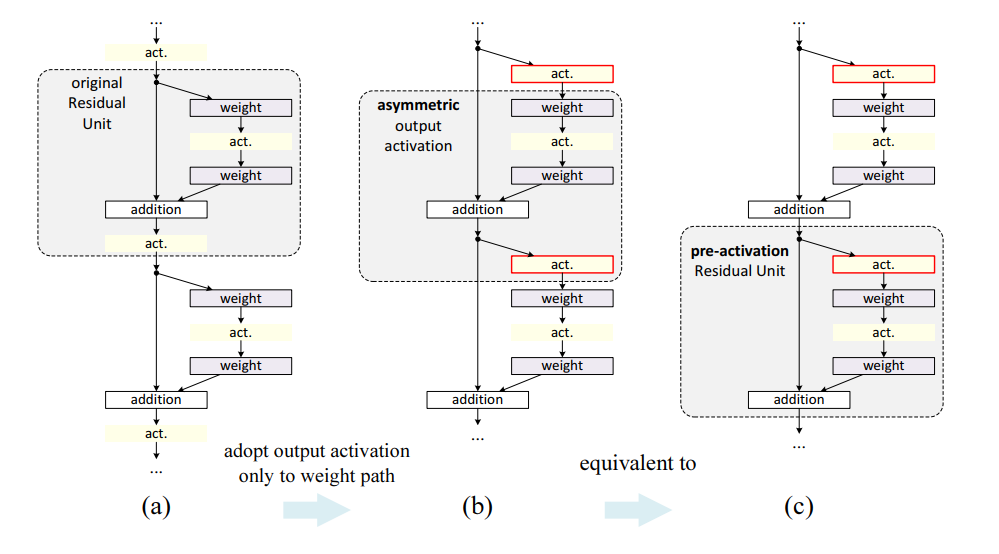 ...
act.
original
Residual
Unit
weight
act.
weight
addition
act.
weight
act.
weight
addition
act.
...
...
act.
asymmetric
output
activation
weight
act.
weight
addition
act.
weight
act.
weight
addition
...
...
act.
weight
act.
weight
addition
pre-activation
Residual Unit
act.
weight
act.
weight
addition
...
adopt output activation
only to weight path
equivalent to
(a)
(b)
(c)